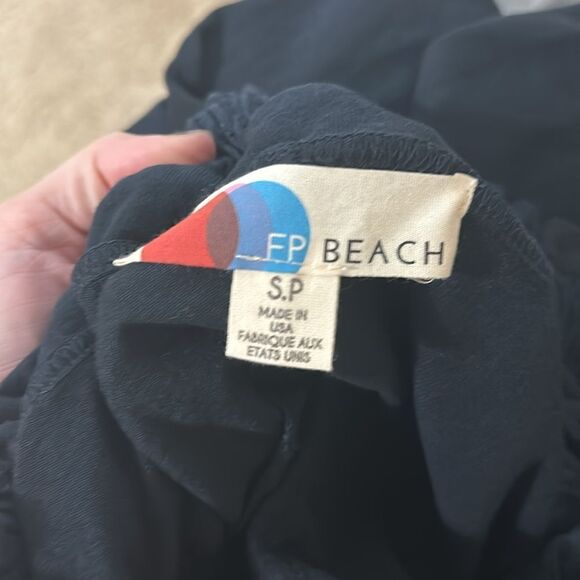 FP BEACH
S.P
MADE IN
USA
FABRIQUE AUX
ETATS UNIS